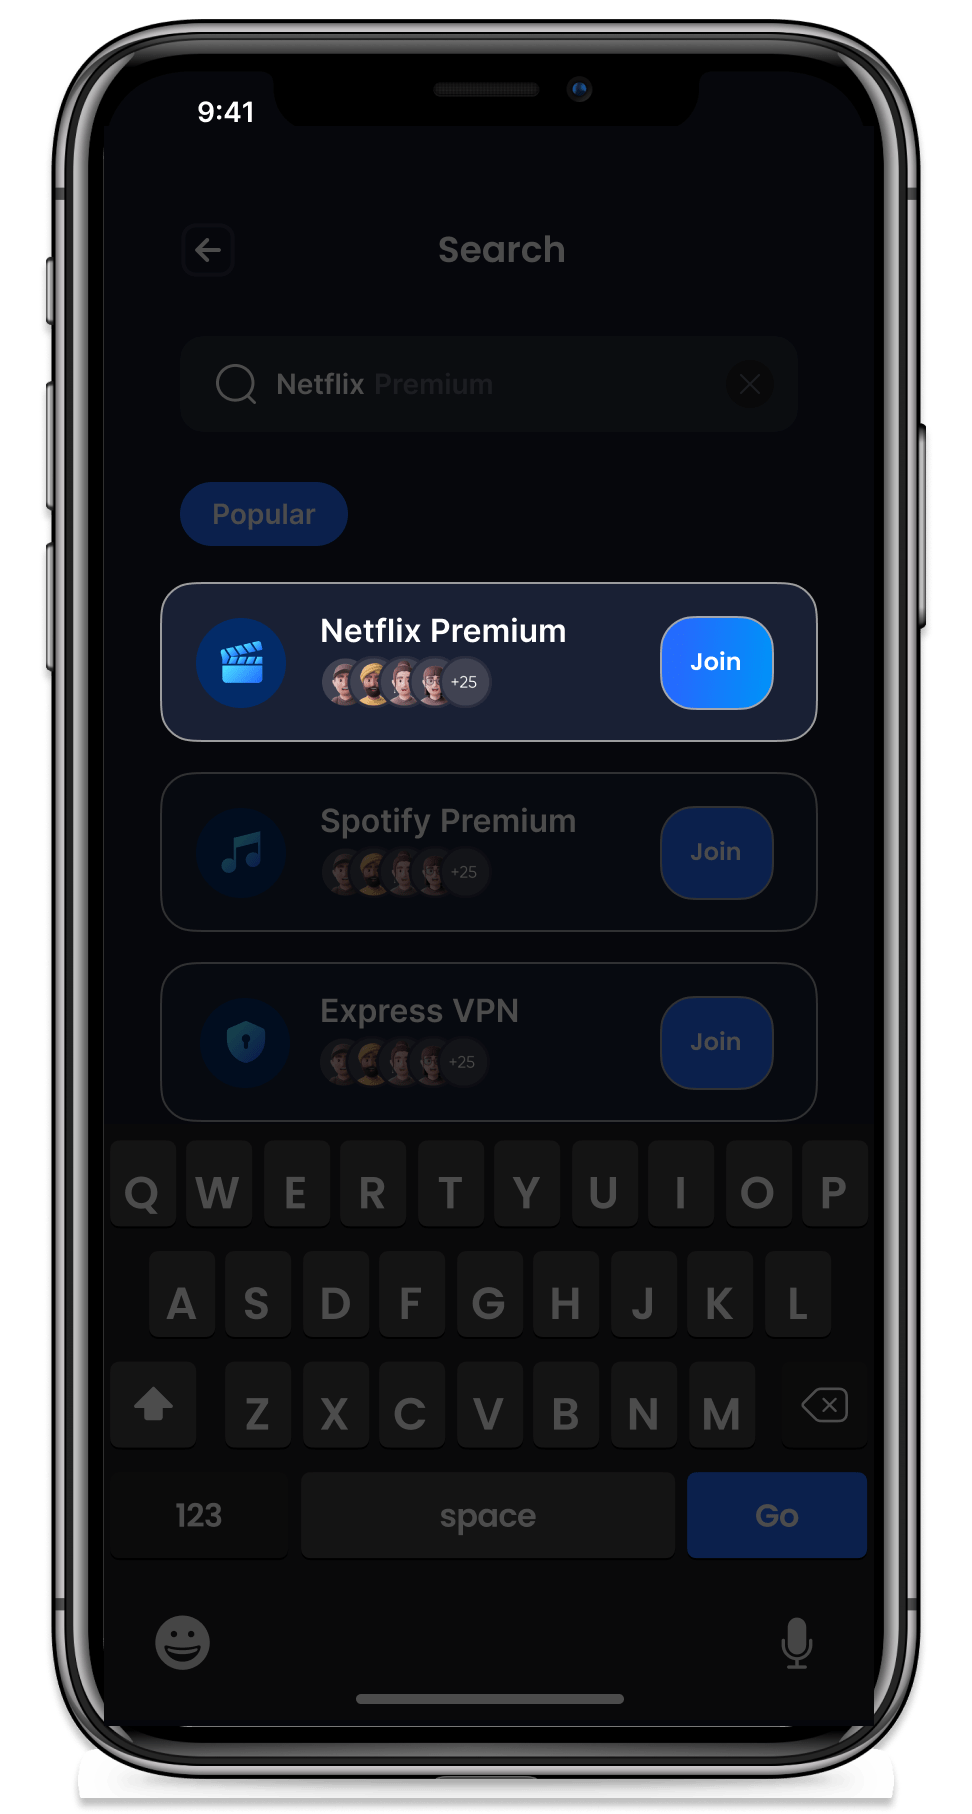 9:41
Search
Netflix Premium
Popular
Netflix Premium
+25
Join
Spotify Premium
+25
Join
Express VPN
+25
Join
Q W E R T Y U I O P
A S D F G H J K L
Z X C V B N M
123 space Go